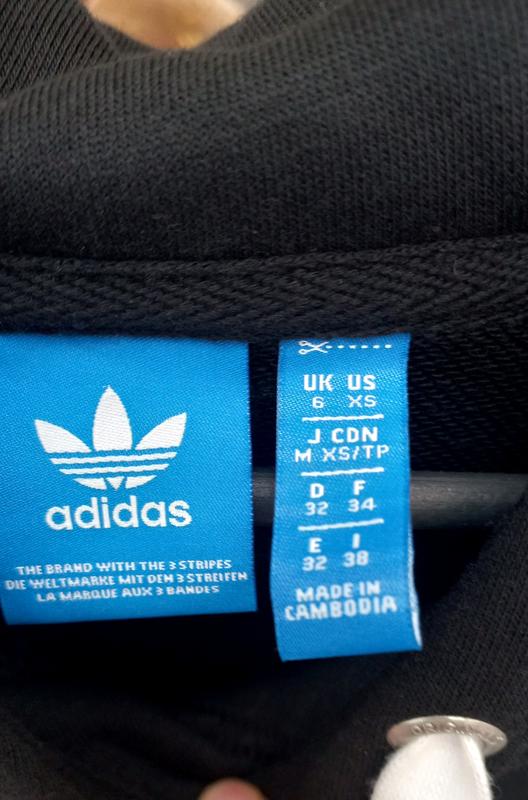 adidas
THE BRAND WITH THE 3 STRIPES
DIE WELTMARKE MIT DEN 3 STREIFEN
LA MARQUE AUX 3 BANDES
UK US
6 XS
J CDN
M XS/TP
D F
32 34
E I
32 38
MADE IN
CAMBODIA